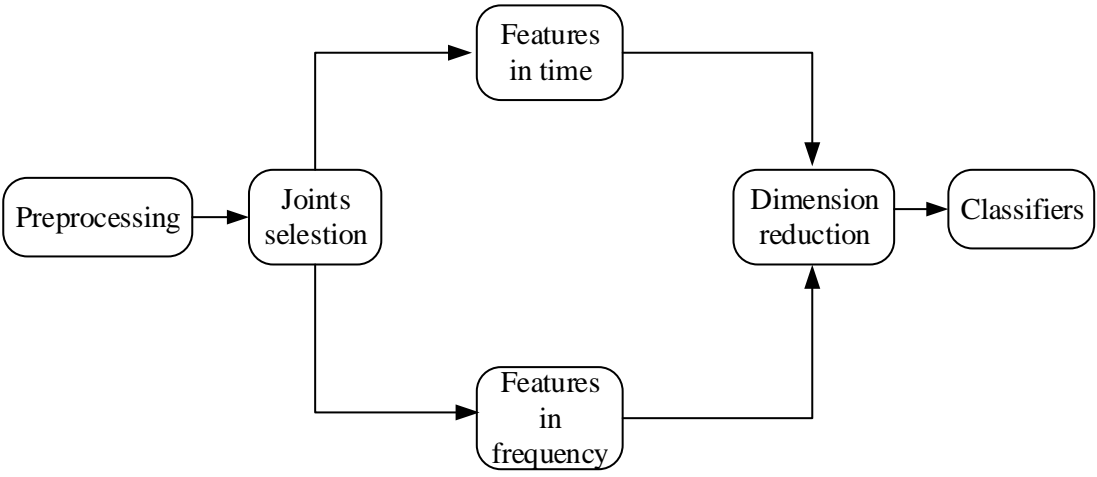 Preprocessing
Joints
selestion
Features
in time
Features
in
frequency
Dimension
reduction
Classifiers